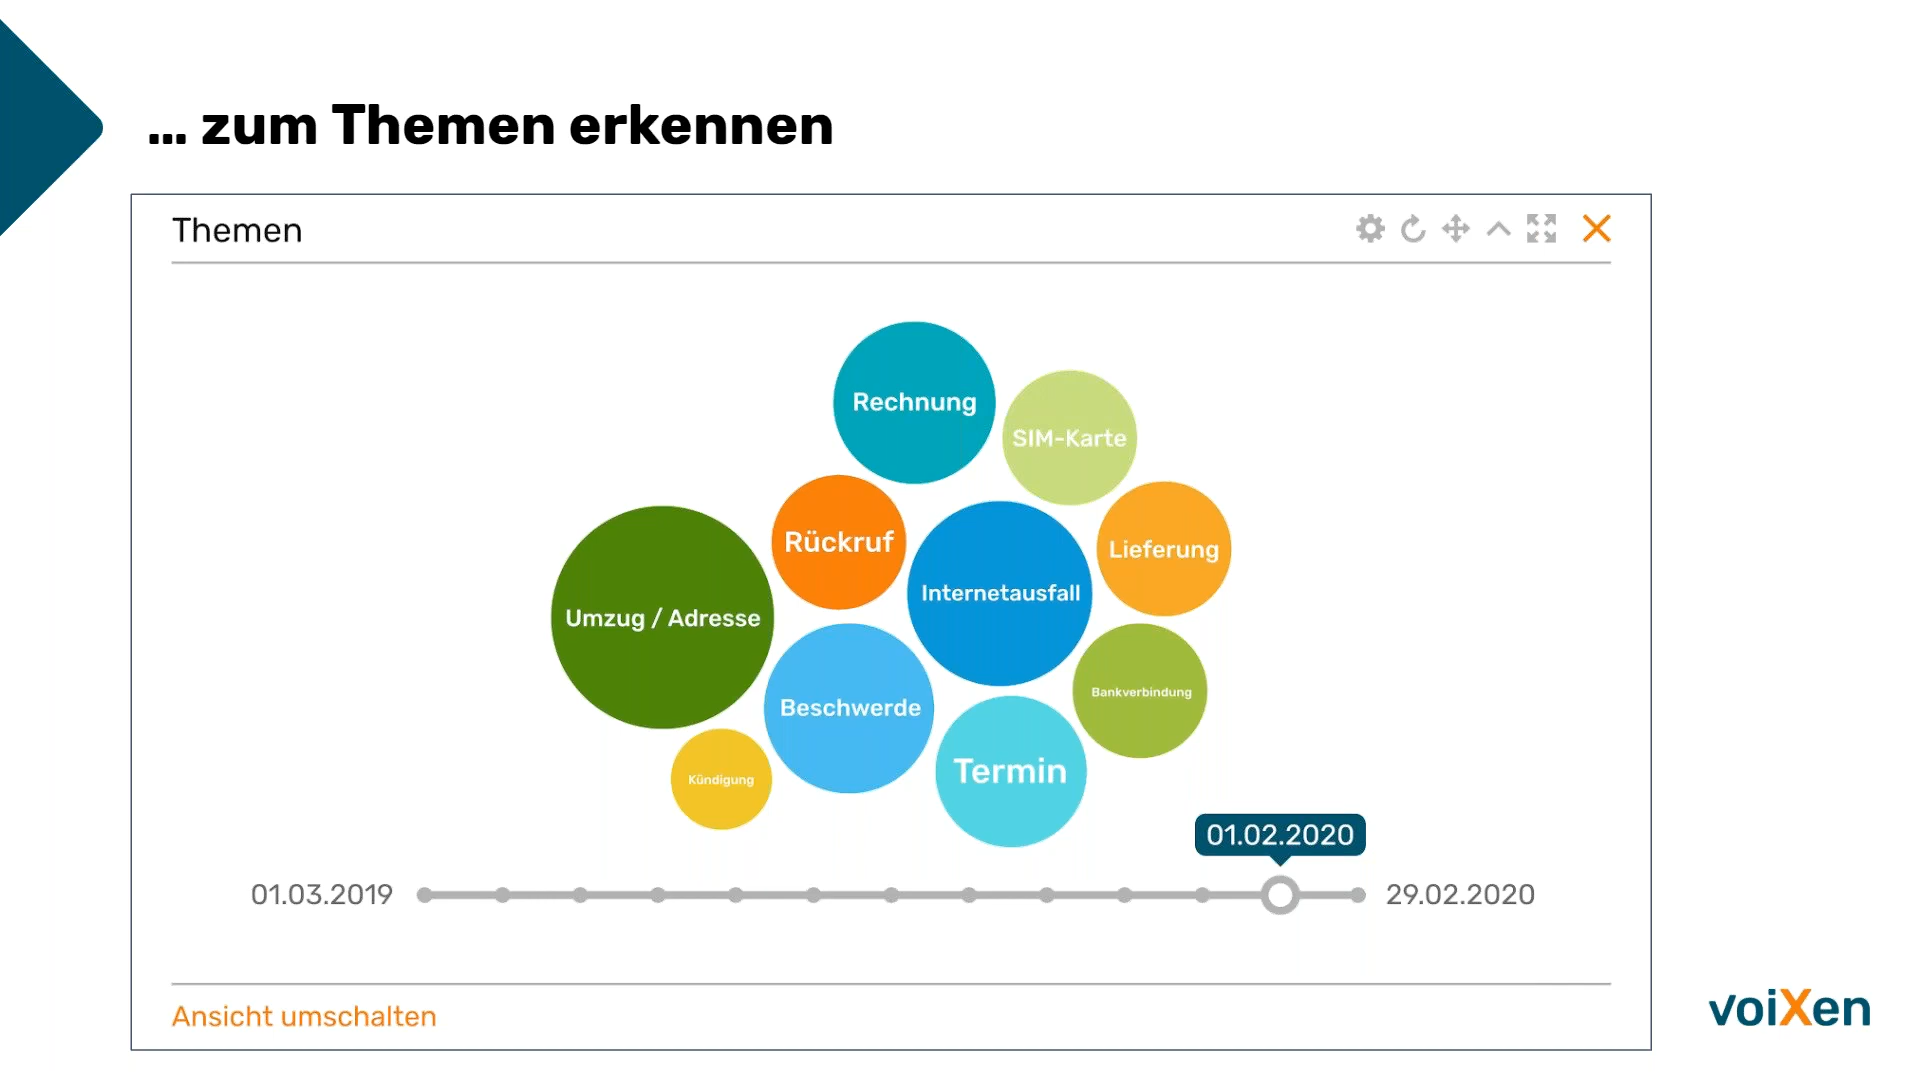 ... zum Themen erkennen
Themen
Rechnung
SIM-Karte
Rückruf
Lieferung
Internetausfall
Umzug / Adresse
Bankverbindung
Beschwerde
Termin
Kündigung
01.02.2020
01.03.2019
29.02.2020
Ansicht umschalten
voiXen